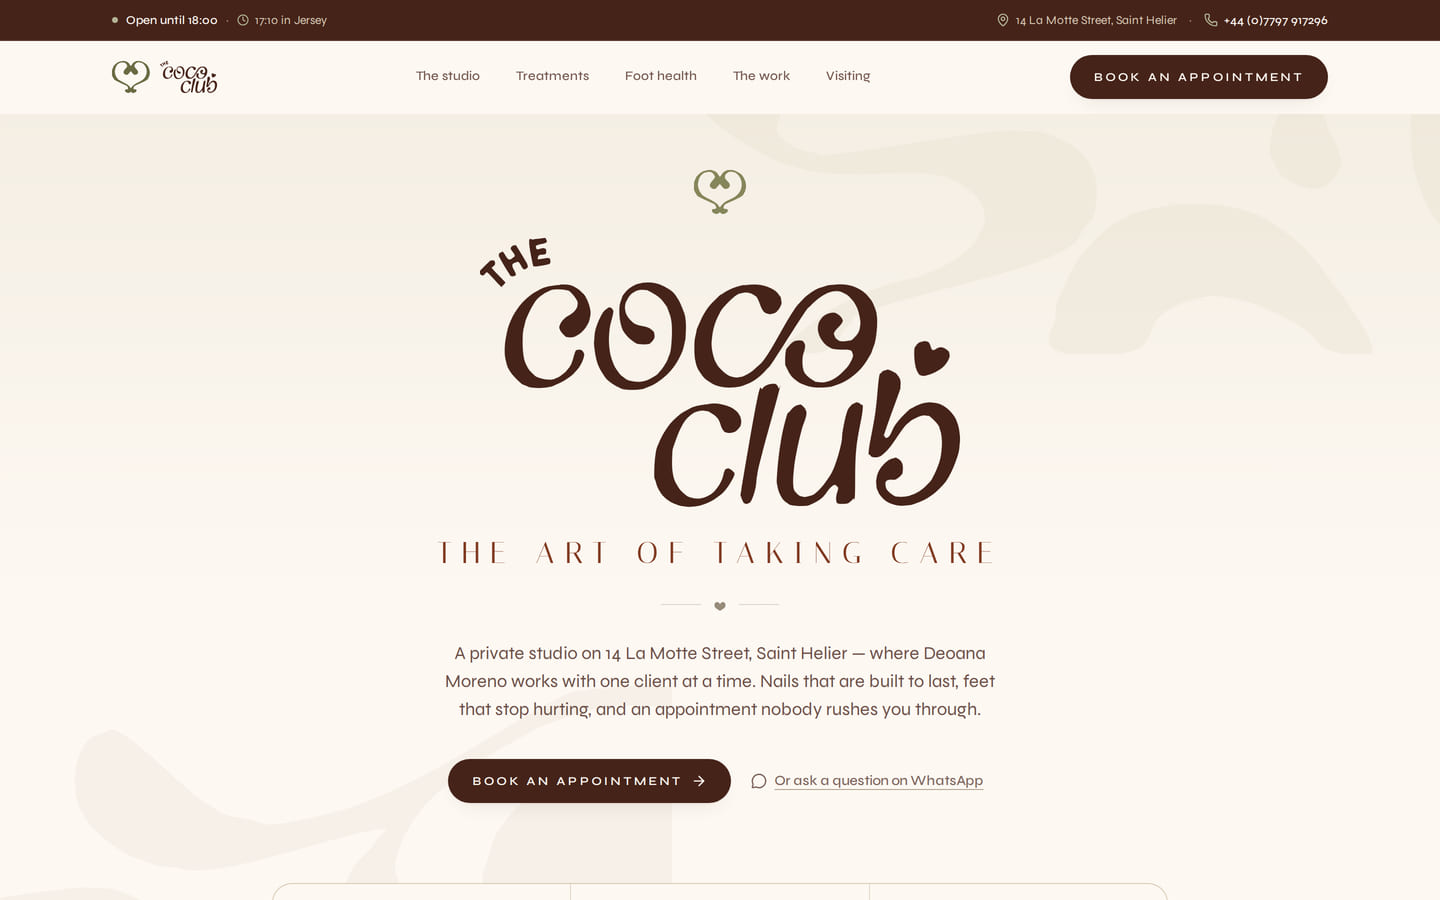 Open until 18:00 · 17:10 in Jersey
14 La Motte Street, Saint Helier · +44 (0)7797 917296
THE coco club
The studio
Treatments
Foot health
The work
Visiting
BOOK AN APPOINTMENT
THE
coco
club
THE ART OF TAKING CARE
A private studio on 14 La Motte Street, Saint Helier — where Deoana
Moreno works with one client at a time. Nails that are built to last, feet
that stop hurting, and an appointment nobody rushes you through.
BOOK AN APPOINTMENT
Or ask a question on WhatsApp